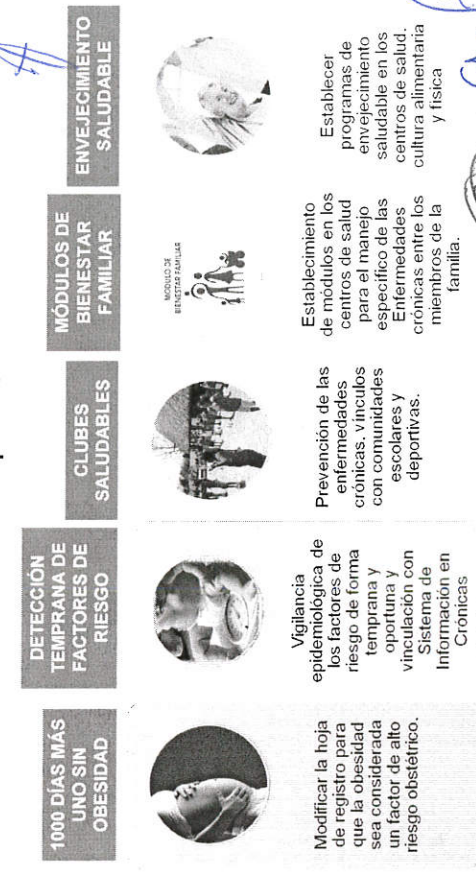 1000 DÍAS MÁS
UNO SIN
OBESIDAD
Modificar la hoja
de registro para
que la obesidad
sea considerada
un factor de alto
riesgo obstétrico.
DETECCIÓN
TEMPRANA DE
FACTORES DE
RIESGO
Vigilancia
epidemiológica de
los factores de
riesgo de forma
temprana y
oportuna y
vinculación con
Sistema de
Información en
Crónicas
CLUBES
SALUDABLES
Prevención de las
enfermedades
crónicas, vínculos
con comunidades
escolares y
deportivas.
MÓDULOS DE
BIENESTAR
FAMILIAR
MODULO DE
BIENESTAR FAMILIAR
Establecimiento
de módulos en los
centros de salud
para el manejo
específico de las
Enfermedades
crónicas entre los
miembros de la
familia.
ENVEJECIMIENTO
SALUDABLE
Establecer
programas de
envejecimiento
saludable en los
centros de salud.
cultura alimentaria
y física